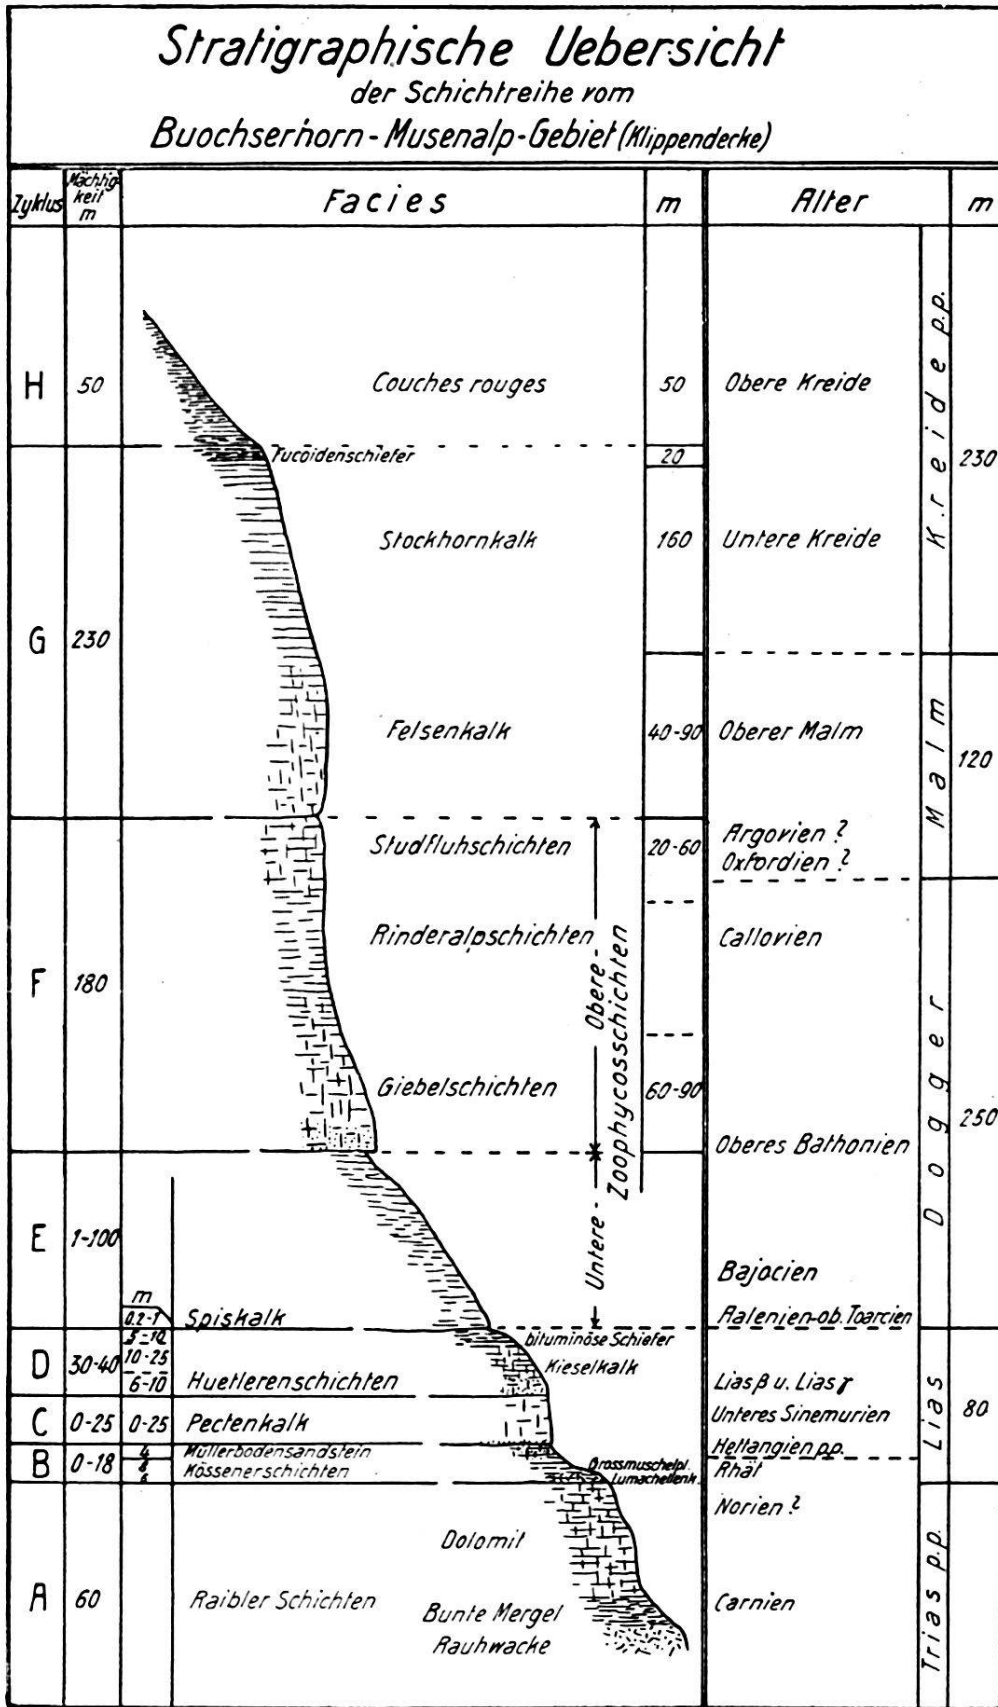 Stratigraphische Uebersicht
der Schichtreihe vom
Buochserhorn-Musenalp-Gebiet (Klippendecke)
Zyklus Mächtigkeit m Facies m Alter m
H 50 Couches rouges 50 Obere Kreide
Kreide p.p.
Fucoidenschiefer 20 230
Stockhornkalk 160 Untere Kreide
G 230
Felsenkalk 40-90 Oberer Malm
Malm 120
Studfluhschichten 20-60 Argovien ?
Oxfordien ?
Rinderalpschichten Callovien
F 180
Obere-
Zoophycosschichten
Dogger
Giebelschichten 60-90
250
Oberes Bathonien
Untere-
E 1-100
Bajocien
m
0.2-1 Spiskalk Aalenien-ob. Toarcien
5-10 bituminöse Schiefer
D 30-40 10-25 Kieselkalk
6-10 Huetlerenschichten Lias β u. Lias γ
C 0-25 0-25 Pectenkalk Unteres Sinemurien
Lias 80
4 Müllerbodensandstein Hettangien p.p.
B 0-18 8 Kössenerschichten Grossmuschelpl. Rhät
6 Lumachellenk.
Norien ?
Dolomit
A 60 Raibler Schichten Carnien
Bunte Mergel
Rauhwacke
Trias p.p.